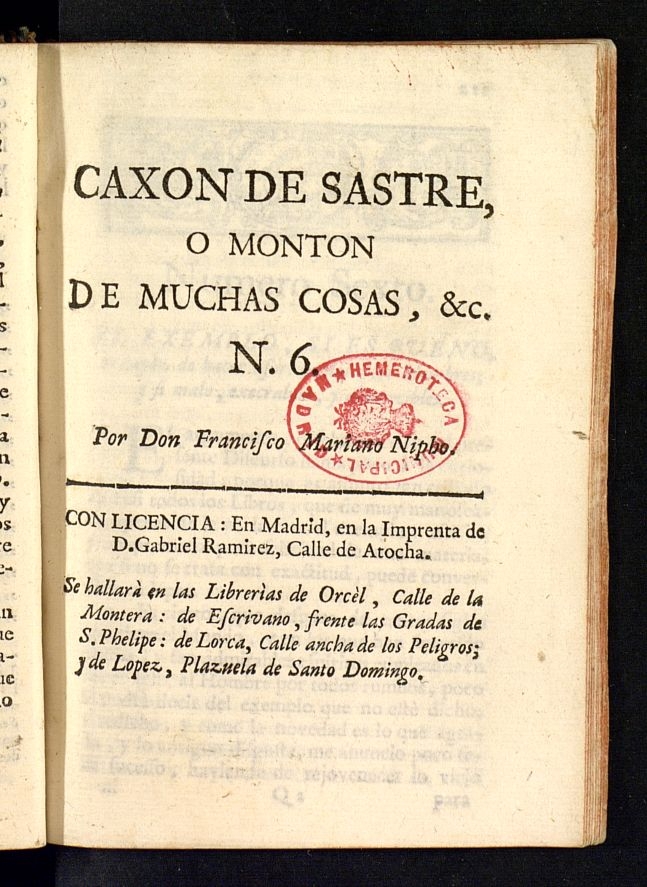 CAXON DE SASTRE,
O MONTON
DE MUCHAS COSAS, &c.
N. 6.
HEMEROTECA MUNICIPAL
MADRID
Por Don Franciſco Mariano Nipho.
CON LICENCIA: En Madrid, en la Imprenta de
D. Gabriel Ramirez, Calle de Atocha.
Se hallarà en las Librerìas de Orcèl, Calle de la
Montera: de Eſcrivano, frente las Gradas de
S. Phelipe: de Lorca, Calle ancha de los Peligros;
y de Lopez, Plazuela de Santo Domingo.